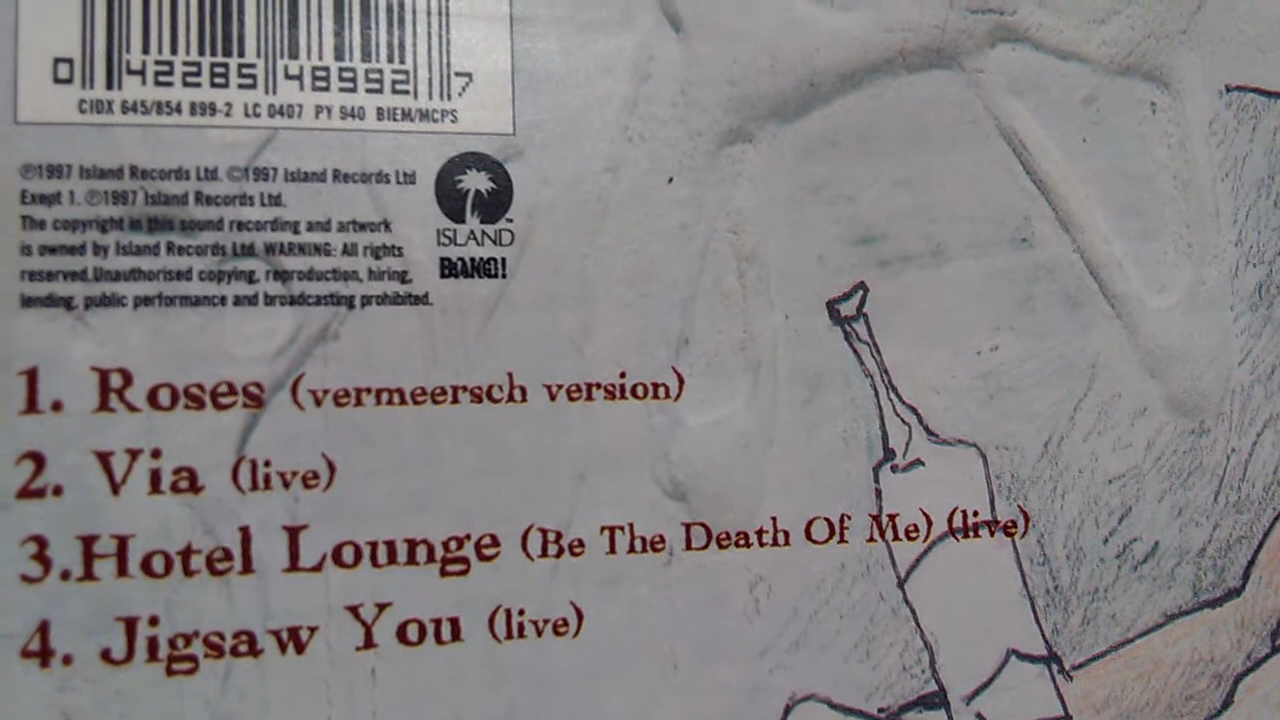 0 42285 48992 7
CIDX 645/854 899-2 LC 0407 PY 940 BIEM/MCPS
℗1997 Island Records Ltd. ©1997 Island Records Ltd
Exept 1. ℗1997 Island Records Ltd.
The copyright in this sound recording and artwork
is owned by Island Records Ltd. WARNING: All rights
reserved.Unauthorised copying, reproduction, hiring,
lending, public performance and broadcasting prohibited.
ISLAND™
BANG!
1. Roses (vermeersch version)
2. Via (live)
3.Hotel Lounge (Be The Death Of Me) (live)
4. Jigsaw You (live)